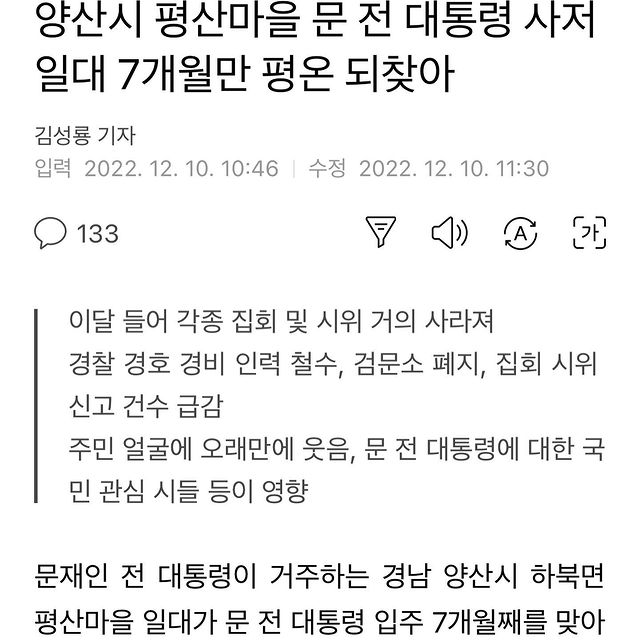 양산시 평산마을 문 전 대통령 사저
일대 7개월만 평온 되찾아
김성룡 기자
입력 2022. 12. 10. 10:46 수정 2022. 12. 10. 11:30
133
A
가
이달 들어 각종 집회 및 시위 거의 사라져
경찰 경호 경비 인력 철수, 검문소 폐지, 집회 시위
신고 건수 급감
주민 얼굴에 오래만에 웃음, 문 전 대통령에 대한 국
민 관심 시들 등이 영향
문재인 전 대통령이 거주하는 경남 양산시 하북면
평산마을 일대가 문 전 대통령 입주 7개월째를 맞아